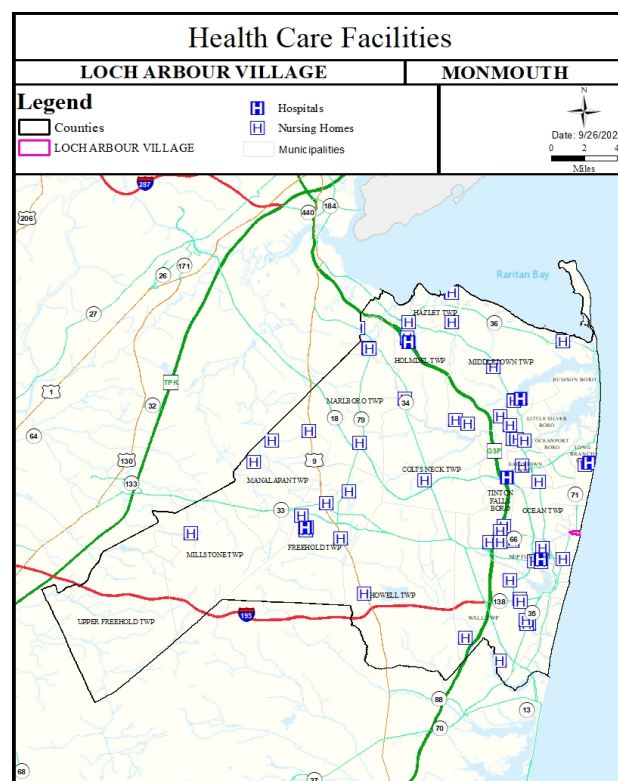 Health Care Facilities
LOCH ARBOUR VILLAGE
MONMOUTH
Legend
Counties
LOCH ARBOUR VILLAGE
Hospitals
Nursing Homes
Municipalities
N
Date: 9/26/202
0 2 4
Miles
287
206
440
184
171
26
27
Raritan Bay
HAZLET TWP
36
HOLMDEL TWP
MIDDLETOWN TWP
RUMSON BORO
1
TPK
32
MARLBORO TWP
34
18
79
LITTLE SILVER
BORO
OCEANPORT
BORO
LONG
BRANCH
64
130
9
GSP
133
MANALAPAN TWP
COLTS NECK TWP
71
TINTON
FALLS
BORO
OCEAN TWP
33
MILLSTONE TWP
FREEHOLD TWP
66
HOWELL TWP
195
138
35
UPPER FREEHOLD TWP
WALL TWP
88
13
70
68
37